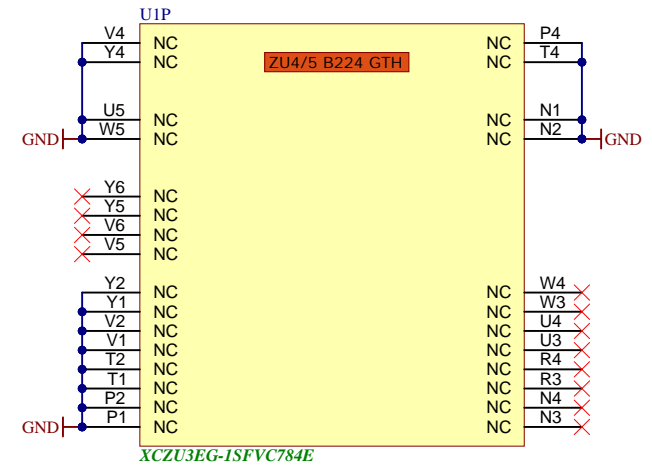 U1P
V4 NC NC P4
Y4 NC ZU4/5 B224 GTH NC T4
U5 NC NC N1
GND W5 NC NC N2 GND
Y6 NC
Y5 NC
V6 NC
V5 NC
Y2 NC NC W4
Y1 NC NC W3
V2 NC NC U4
V1 NC NC U3
T2 NC NC R4
T1 NC NC R3
P2 NC NC N4
GND P1 NC NC N3
XCZU3EG-1SFVC784E